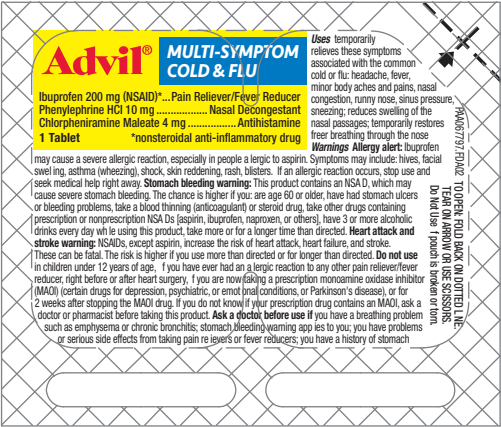 Advil®
MULTI-SYMPTOM
COLD & FLU
Ibuprofen 200 mg (NSAID)*...Pain Reliever/Fever Reducer
Phenylephrine HCl 10 mg .................. Nasal Decongestant
Chlorpheniramine Maleate 4 mg ................. Antihistamine
1 Tablet *nonsteroidal anti-inflammatory drug
Uses temporarily
relieves these symptoms
associated with the common
cold or flu: headache, fever,
minor body aches and pains, nasal
congestion, runny nose, sinus pressure,
sneezing; reduces swelling of the
nasal passages; temporarily restores
freer breathing through the nose
Warnings Allergy alert: Ibuprofen
may cause a severe allergic reaction, especially in people a lergic to aspirin. Symptoms may include: hives, facial
swel ing, asthma (wheezing), shock, skin reddening, rash, blisters. If an allergic reaction occurs, stop use and
seek medical help right away. Stomach bleeding warning: This product contains an NSA D, which may
cause severe stomach bleeding. The chance is higher if you: are age 60 or older, have had stomach ulcers
or bleeding problems, take a blood thinning (anticoagulant) or steroid drug, take other drugs containing
prescription or nonprescription NSA Ds [aspirin, ibuprofen, naproxen, or others], have 3 or more alcoholic
drinks every day wh le using this product, take more or for a longer time than directed. Heart attack and
stroke warning: NSAIDs, except aspirin, increase the risk of heart attack, heart failure, and stroke.
These can be fatal. The risk is higher if you use more than directed or for longer than directed. Do not use
in children under 12 years of age, f you have ever had an a lergic reaction to any other pain reliever/fever
reducer, right before or after heart surgery, f you are now taking a prescription monoamine oxidase inhibitor
(MAOI) (certain drugs for depression, psychiatric, or emot onal conditions, or Parkinson's disease), or for
2 weeks after stopping the MAOI drug. If you do not know if your prescription drug contains an MAOI, ask a
doctor or pharmacist before taking this product. Ask a doctor before use if you have a breathing problem
such as emphysema or chronic bronchitis; stomach bleeding warning app ies to you; you have problems
or serious side effects from taking pain re ievers or fever reducers; you have a history of stomach
PAA067797 FDA02
TO OPEN: FOLD BACK ON DOTTED L NE.
TEAR ON ARROW OR USE SCISSORS.
Do Not Use f pouch is broken or torn.